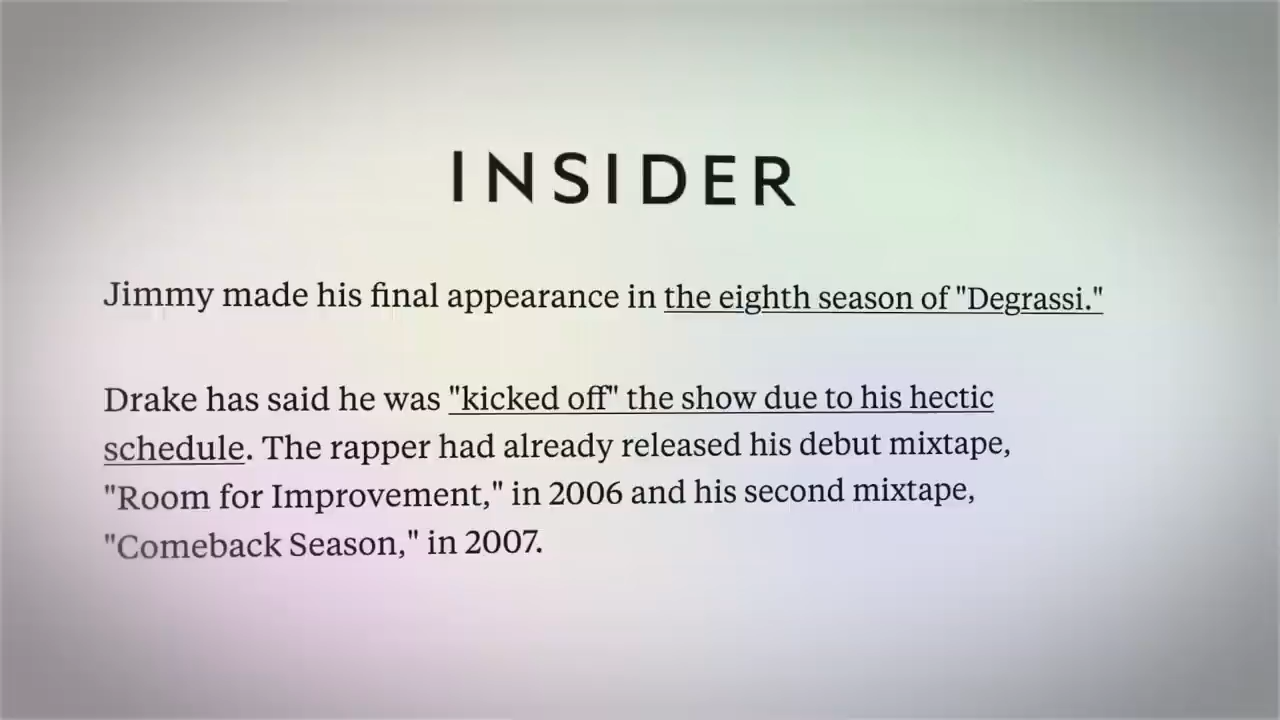 INSIDER
Jimmy made his final appearance in the eighth season of "Degrassi."
Drake has said he was "kicked off" the show due to his hectic
schedule. The rapper had already released his debut mixtape,
"Room for Improvement," in 2006 and his second mixtape,
"Comeback Season," in 2007.